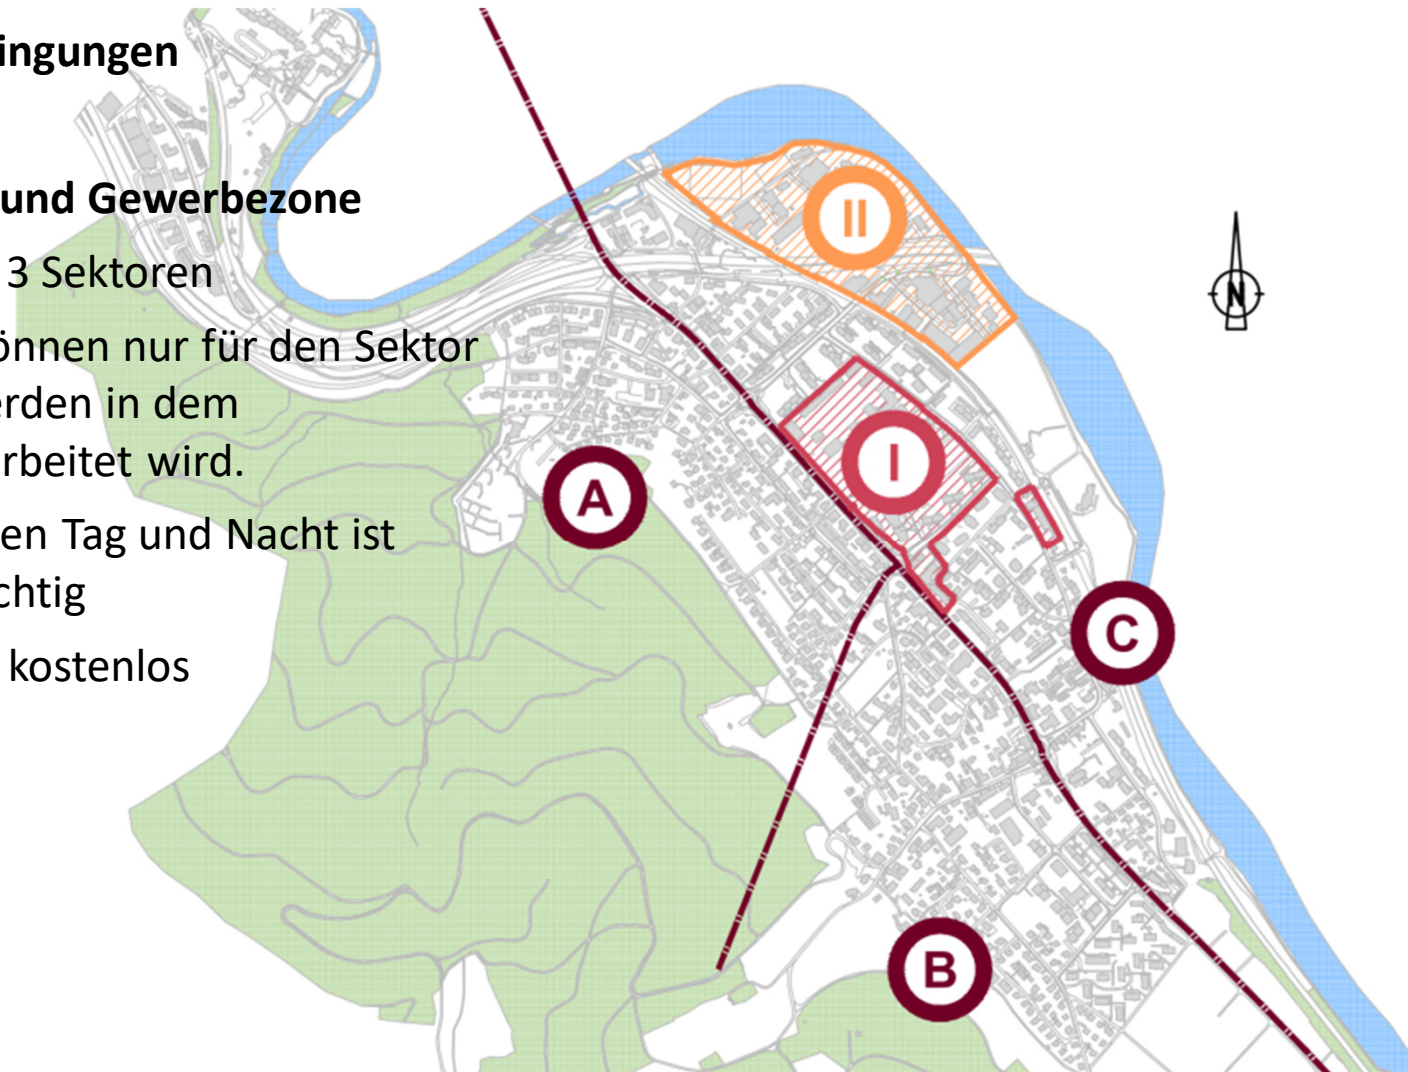 ingungen
und Gewerbezone
3 Sektoren
önnen nur für den Sektor
erden in dem
rbeitet wird.
en Tag und Nacht ist
chtig
kostenlos
II
N
I
A
C
B